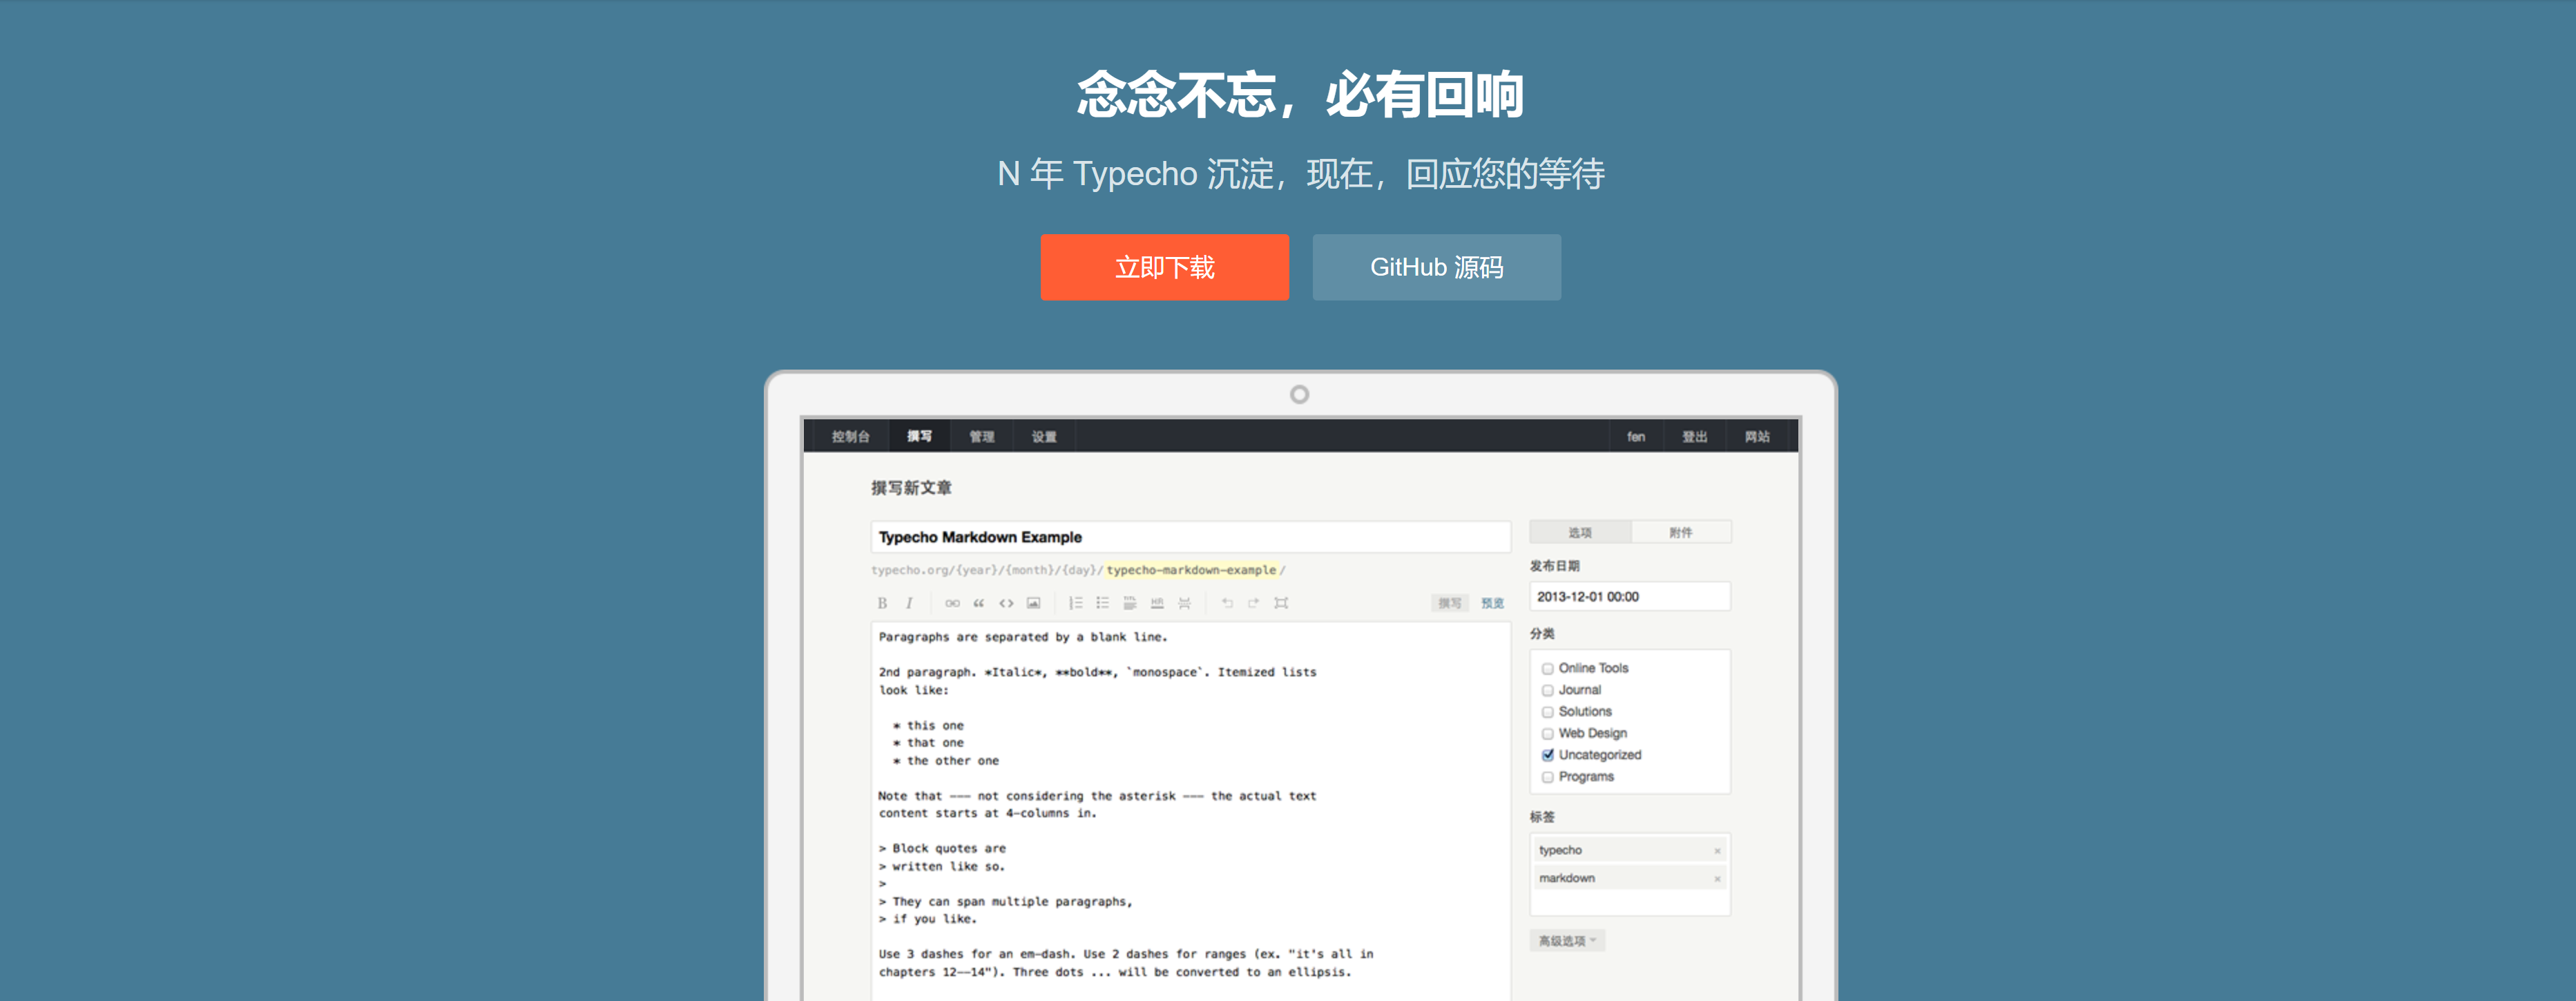 念念不忘，必有回响
N 年 Typecho 沉淀，现在，回应您的等待
立即下载 GitHub 源码
控制台 撰写 管理 设置 fen 登出 网站
撰写新文章
Typecho Markdown Example
typecho.org/{year}/{month}/{day}/typecho-markdown-example/
B I 撰写 预览
Paragraphs are separated by a blank line.
2nd paragraph. *Italic*, **bold**, `monospace`. Itemized lists
look like:
* this one
* that one
* the other one
Note that --- not considering the asterisk --- the actual text
content starts at 4-columns in.
> Block quotes are
> written like so.
>
> They can span multiple paragraphs,
> if you like.
Use 3 dashes for an em-dash. Use 2 dashes for ranges (ex. "it's all in
chapters 12--14"). Three dots ... will be converted to an ellipsis.
选项 附件
发布日期
2013-12-01 00:00
分类
Online Tools
Journal
Solutions
Web Design
Uncategorized
Programs
标签
typecho ×
markdown ×
高级选项